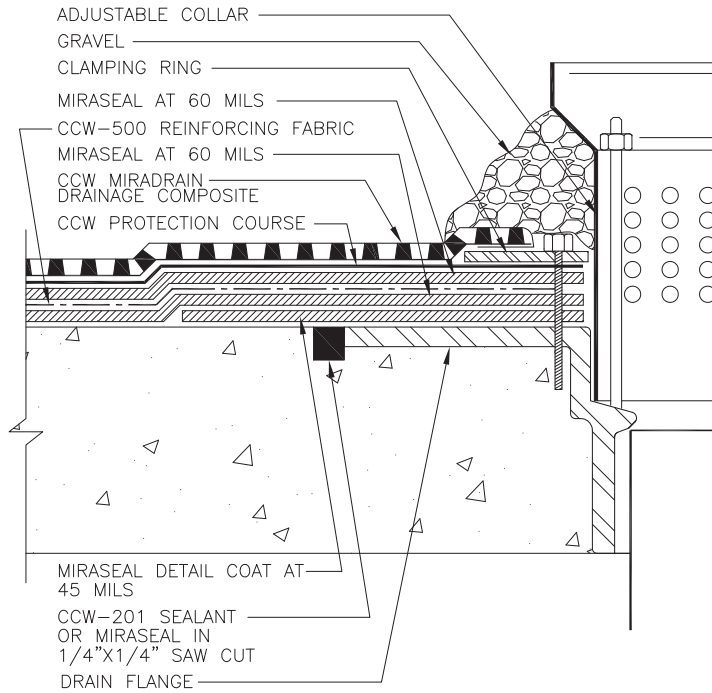 ADJUSTABLE COLLAR
GRAVEL
CLAMPING RING
MIRASEAL AT 60 MILS
CCW-500 REINFORCING FABRIC
MIRASEAL AT 60 MILS
CCW MIRADRAIN
DRAINAGE COMPOSITE
CCW PROTECTION COURSE
MIRASEAL DETAIL COAT AT
45 MILS
CCW-201 SEALANT
OR MIRASEAL IN
1/4"X1/4" SAW CUT
DRAIN FLANGE